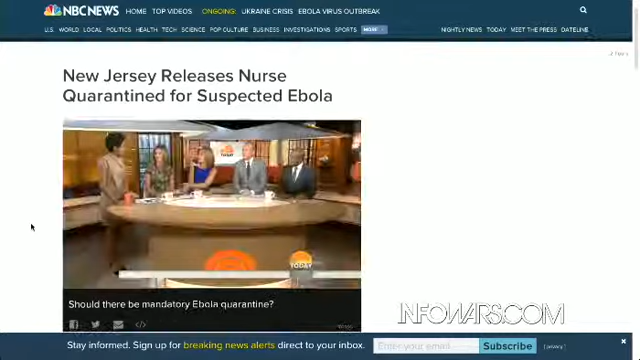 NBCNEWS HOME TOP VIDEOS ONGOING: UKRAINE CRISIS EBOLA VIRUS OUTBREAK
U.S. WORLD LOCAL POLITICS HEALTH TECH SCIENCE POP CULTURE BUSINESS INVESTIGATIONS SPORTS MORE NIGHTLY NEWS TODAY MEET THE PRESS DATELINE
New Jersey Releases Nurse
Quarantined for Suspected Ebola
TODAY
TODAY
Should there be mandatory Ebola quarantine?
INFOWARS.COM
Stay informed. Sign up for breaking news alerts direct to your inbox. Enter your email Subscribe | privacy |